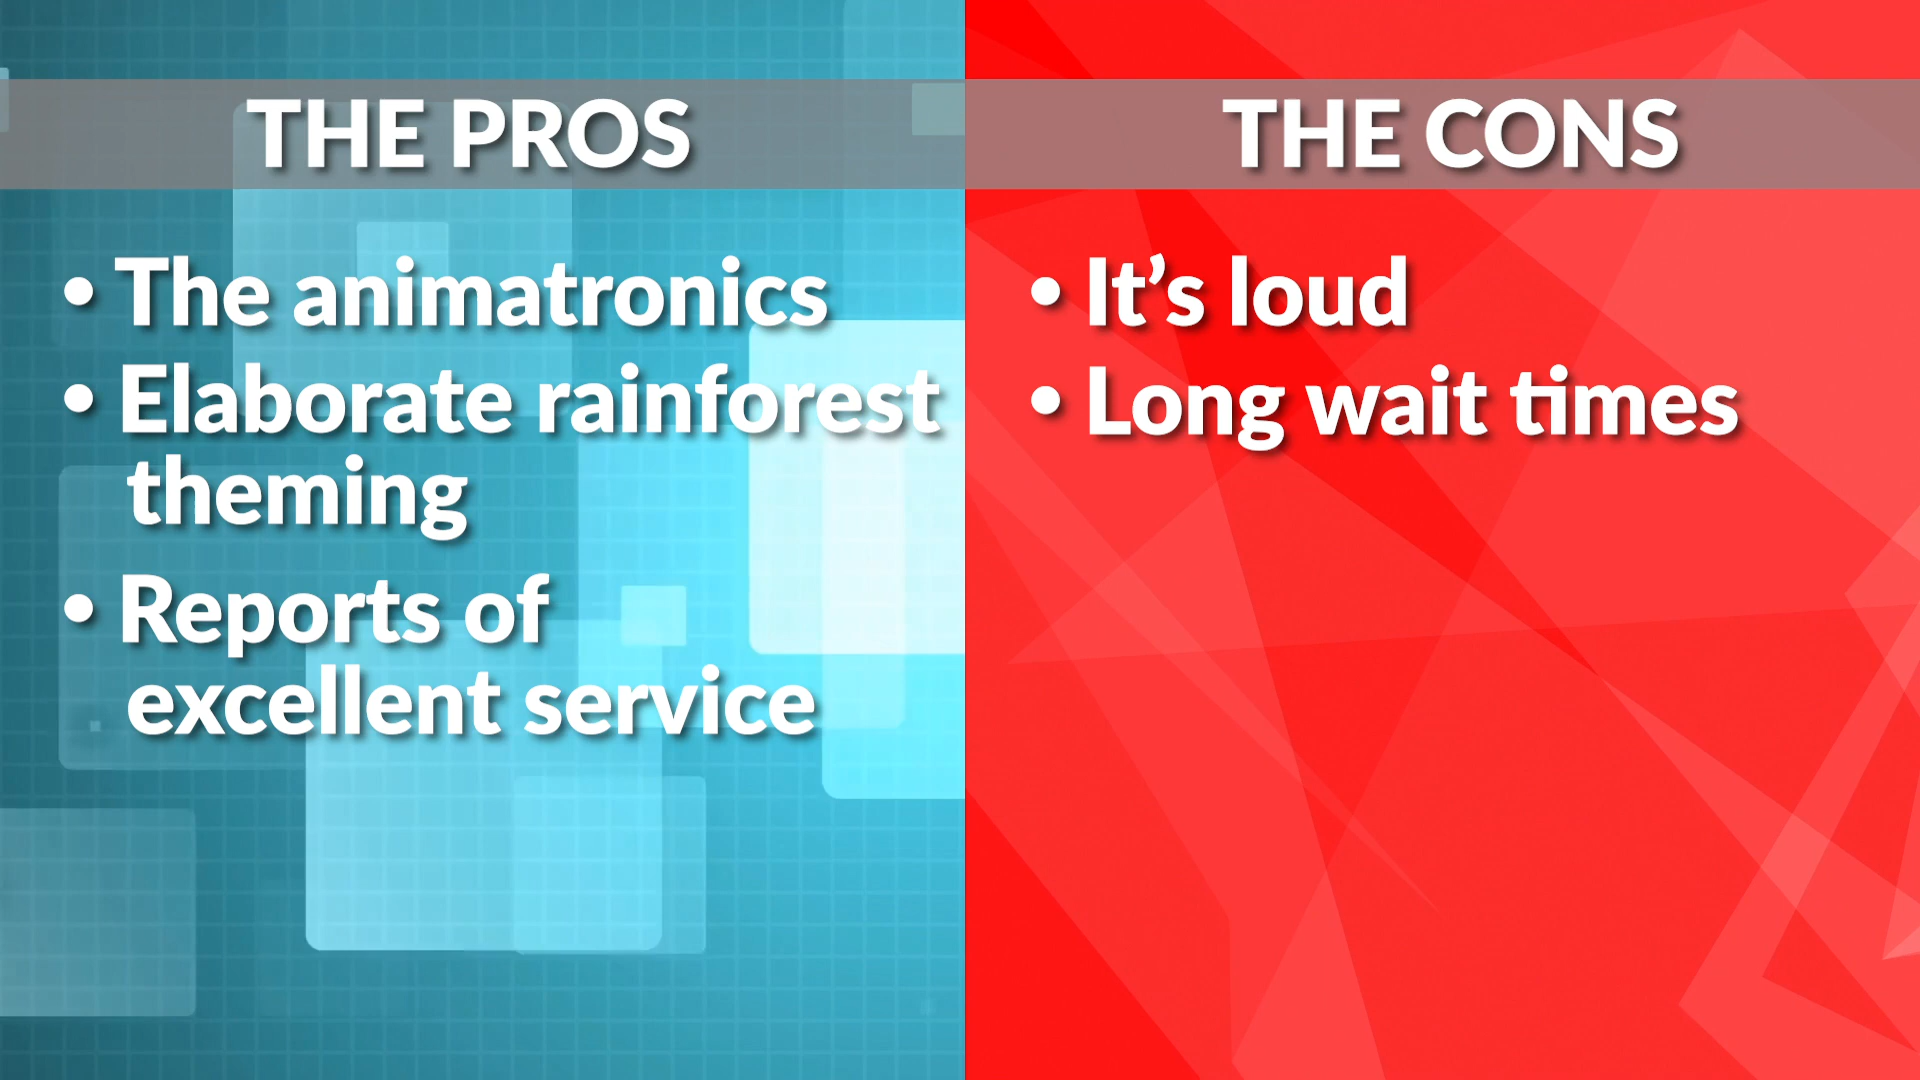 THE PROS
• The animatronics
• Elaborate rainforest
theming
• Reports of
excellent service
THE CONS
• It’s loud
• Long wait times